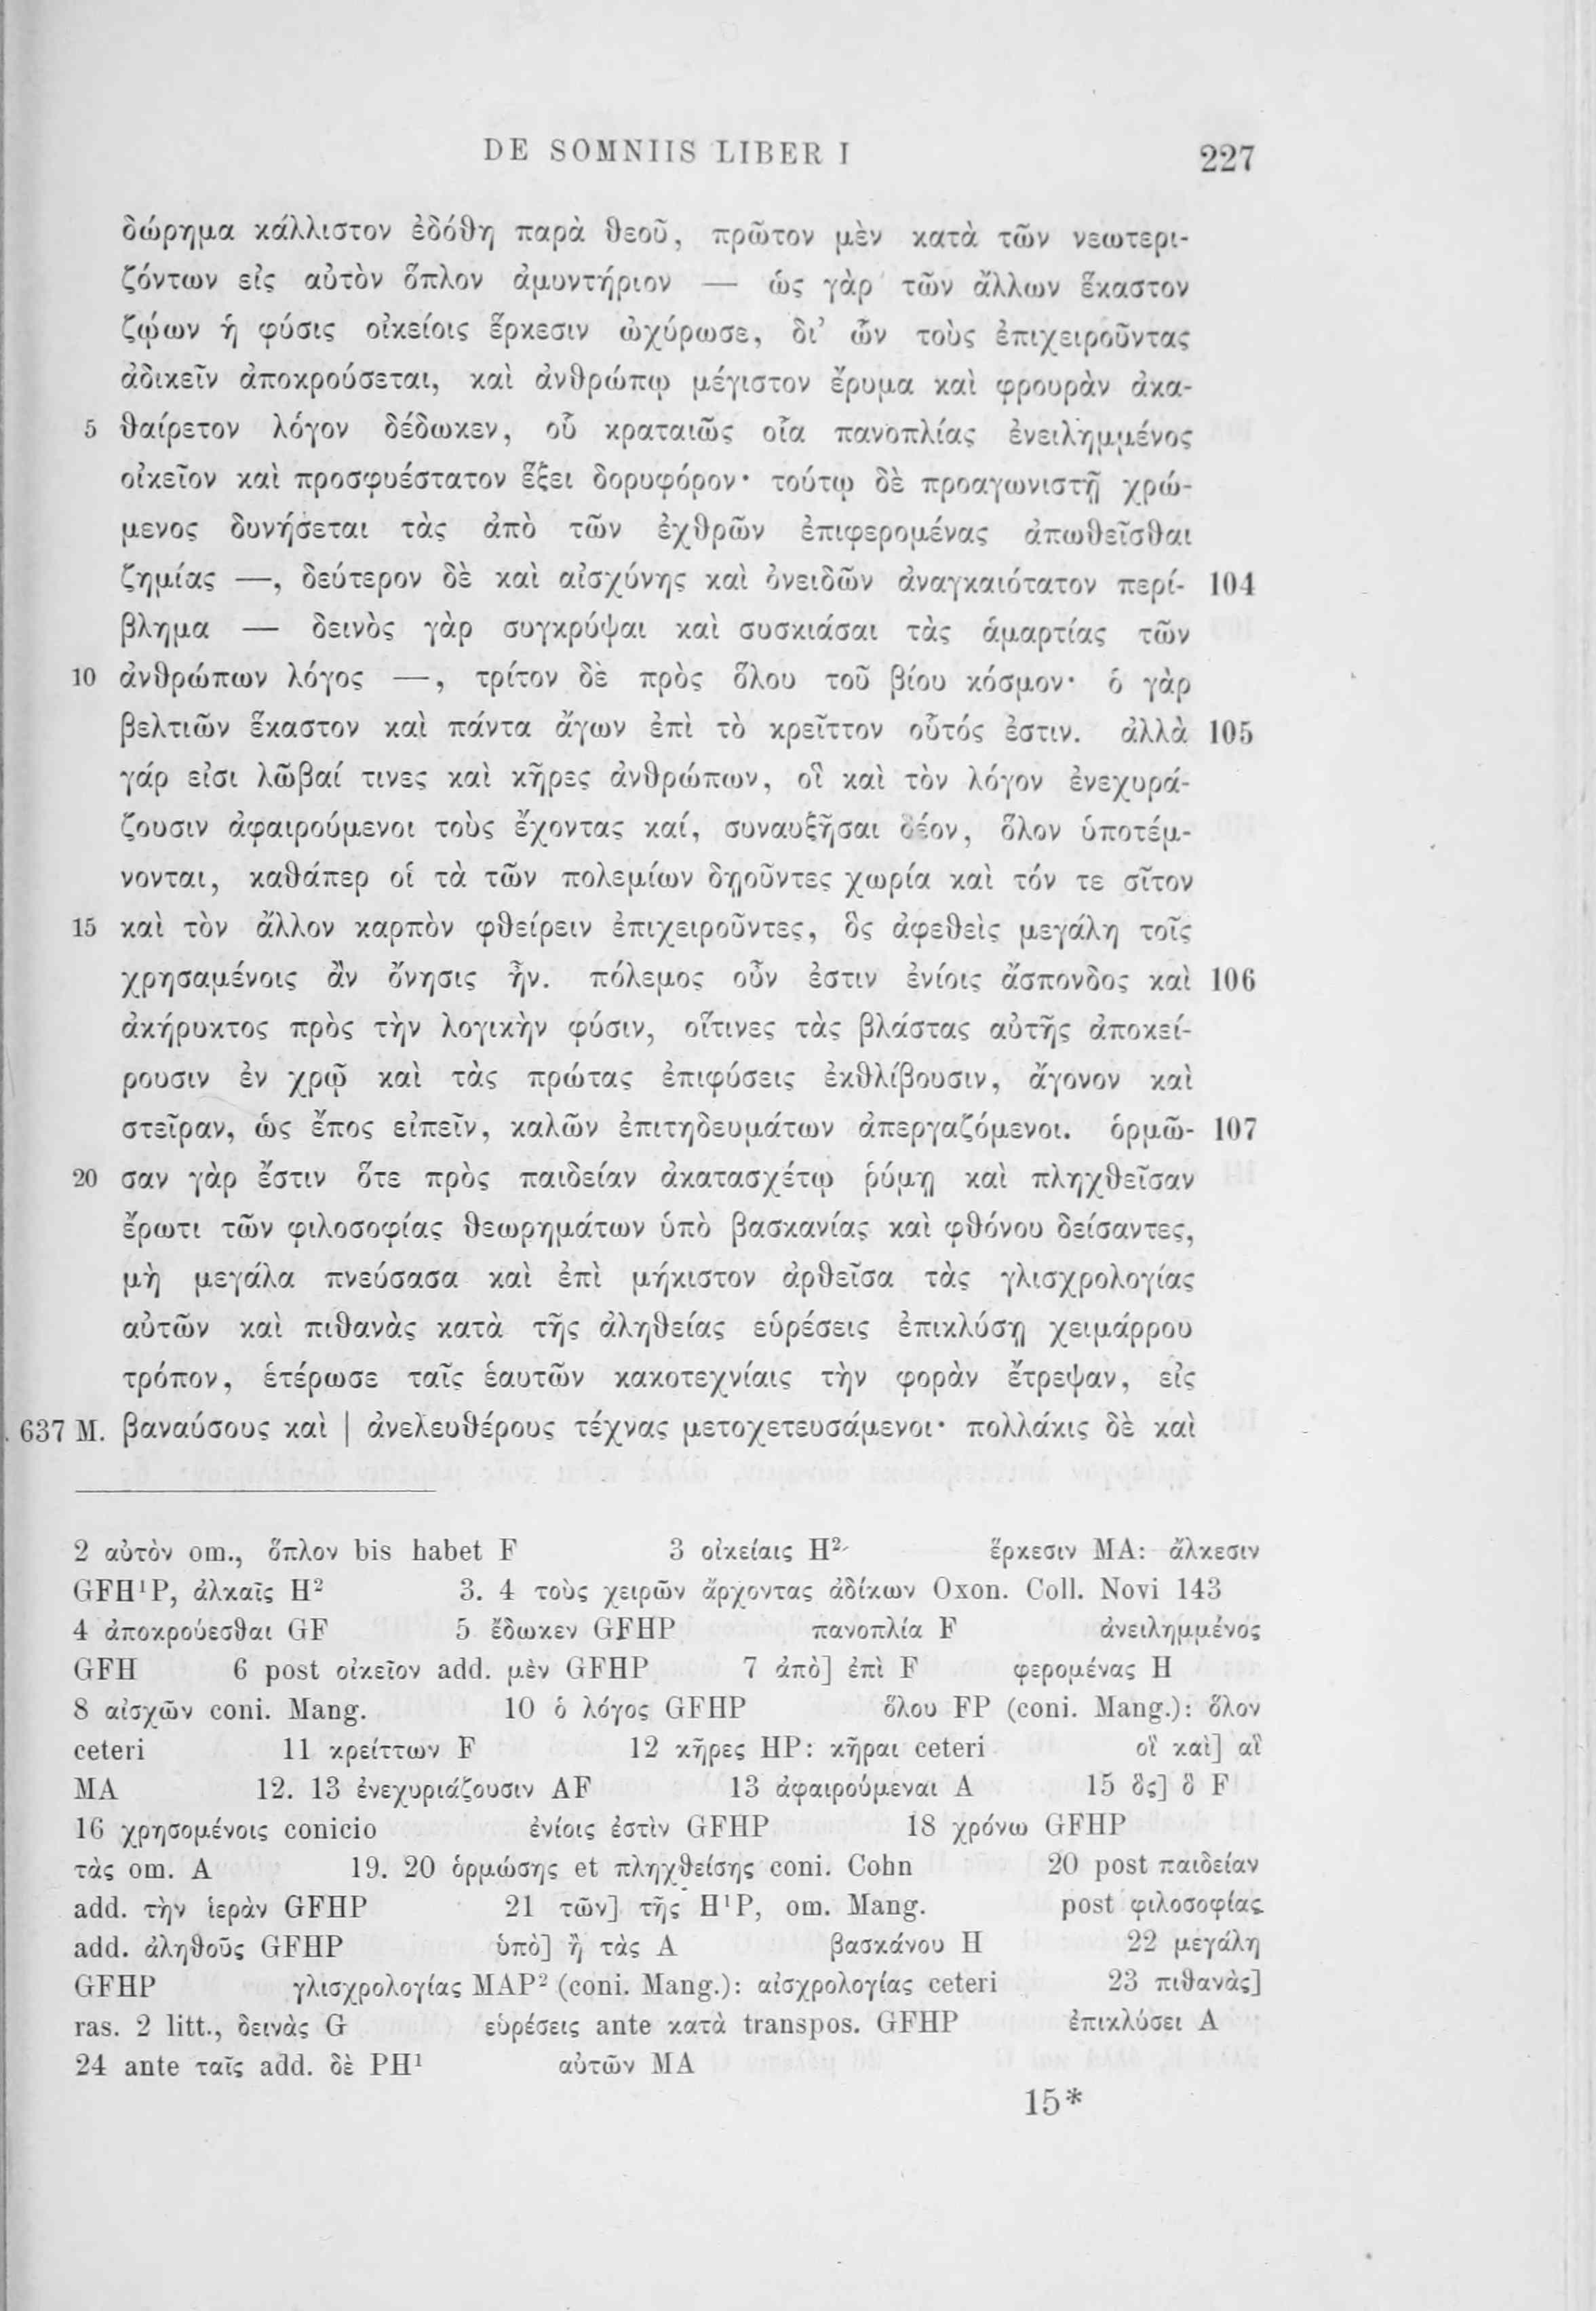 DE SOMNIIS LIBER I 227
δώρημα κάλλιστον ἐδόθη παρὰ θεοῦ, πρῶτον μὲν κατὰ τῶν νεωτερι-
ζόντων εἰς αὐτὸν ὅπλον ἀμυντήριον — ὡς γὰρ τῶν ἄλλων ἕκαστον
ζῴων ἡ φύσις οἰκείοις ἕρκεσιν ὠχύρωσε, δι’ ὧν τοὺς ἐπιχειροῦντας
ἀδικεῖν ἀποκρούσεται, καὶ ἀνθρώπῳ μέγιστον ἔρυμα καὶ φρουρὰν ἀκα-
5 θαίρετον λόγον δέδωκεν, οὗ κραταιῶς οἷα πανοπλίας ἐνειλημμένος
οἰκεῖον καὶ προσφυέστατον ἕξει δορυφόρον· τούτῳ δὲ προαγωνιστῇ χρώ-
μενος δυνήσεται τὰς ἀπὸ τῶν ἐχθρῶν ἐπιφερομένας ἀπωθεῖσθαι
ζημίας —, δεύτερον δὲ καὶ αἰσχύνης καὶ ὀνειδῶν ἀναγκαιότατον περί- 104
βλημα — δεινὸς γὰρ συγκρύψαι καὶ συσκιάσαι τὰς ἁμαρτίας τῶν
10 ἀνθρώπων λόγος —, τρίτον δὲ πρὸς ὅλου τοῦ βίου κόσμον· ὁ γὰρ
βελτιῶν ἕκαστον καὶ πάντα ἄγων ἐπὶ τὸ κρεῖττον οὗτός ἐστιν. ἀλλὰ 105
γάρ εἰσι λῶβαί τινες καὶ κῆρες ἀνθρώπων, οἳ καὶ τὸν λόγον ἐνεχυρά-
ζουσιν ἀφαιρούμενοι τοὺς ἔχοντας καί, συναυξῆσαι δέον, ὅλον ὑποτέμ-
νονται, καθάπερ οἱ τὰ τῶν πολεμίων δῃοῦντες χωρία καὶ τόν τε σῖτον
15 καὶ τὸν ἄλλον καρπὸν φθείρειν ἐπιχειροῦντες, ὃς ἀφεθεὶς μεγάλη τοῖς
χρησαμένοις ἂν ὄνησις ἦν. πόλεμος οὖν ἐστιν ἐνίοις ἄσπονδος καὶ 106
ἀκήρυκτος πρὸς τὴν λογικὴν φύσιν, οἵτινες τὰς βλάστας αὐτῆς ἀποκεί-
ρουσιν ἐν χρῷ καὶ τὰς πρώτας ἐπιφύσεις ἐκθλίβουσιν, ἄγονον καὶ
στεῖραν, ὡς ἔπος εἰπεῖν, καλῶν ἐπιτηδευμάτων ἀπεργαζόμενοι. ὁρμῶ- 107
20 σαν γὰρ ἔστιν ὅτε πρὸς παιδείαν ἀκατασχέτῳ ῥύμῃ καὶ πληχθεῖσαν
ἔρωτι τῶν φιλοσοφίας θεωρημάτων ὑπὸ βασκανίας καὶ φθόνου δείσαντες,
μὴ μεγάλα πνεύσασα καὶ ἐπὶ μήκιστον ἀρθεῖσα τὰς γλισχρολογίας
αὐτῶν καὶ πιθανὰς κατὰ τῆς ἀληθείας εὑρέσεις ἐπικλύσῃ χειμάρρου
τρόπον, ἑτέρωσε ταῖς ἑαυτῶν κακοτεχνίαις τὴν φορὰν ἔτρεψαν, εἰς
637 M. βαναύσους καὶ | ἀνελευθέρους τέχνας μετοχετευσάμενοι· πολλάκις δὲ καὶ
2 αὐτὸν om., ὅπλον bis habet F 3 οἰκείαις H² ἕρκεσιν MA: ἄλκεσιν
GFH¹P, ἀλκαῖς H² 3. 4 τοὺς χειρῶν ἄρχοντας ἀδίκων Oxon. Coll. Novi 143
4 ἀποκρούεσθαι GF 5 ἔδωκεν GFHP πανοπλία F ἀνειλημμένος
GFH 6 post οἰκεῖον add. μὲν GFHP 7 ἀπὸ] ἐπὶ F φερομένας H
8 αἰσχῶν coni. Mang. 10 ὁ λόγος GFHP ὅλου FP (coni. Mang.): ὅλον
ceteri 11 κρείττων F 12 κῆρες HP: κῆραι ceteri οἳ καὶ] αἳ
MA 12. 13 ἐνεχυριάζουσιν AF 13 ἀφαιρούμεναι A 15 ὃς] ὃ F
16 χρησομένοις conicio ἐνίοις ἐστὶν GFHP 18 χρόνω GFHP
τὰς om. A 19. 20 ὁρμώσης et πληχθείσης coni. Cohn 20 post παιδείαν
add. τὴν ἱερὰν GFHP 21 τῶν] τῆς H¹P, om. Mang. post φιλοσοφίας
add. ἀληθοῦς GFHP ὑπὸ] ἢ τὰς A βασκάνου H 22 μεγάλη
GFHP γλισχρολογίας MAP² (coni. Mang.): αἰσχρολογίας ceteri 23 πιθανὰς]
ras. 2 litt., δεινὰς G εὑρέσεις ante κατὰ transpos. GFHP ἐπικλύσει A
24 ante ταῖς add. δὲ PH¹ αὐτῶν MA
15*